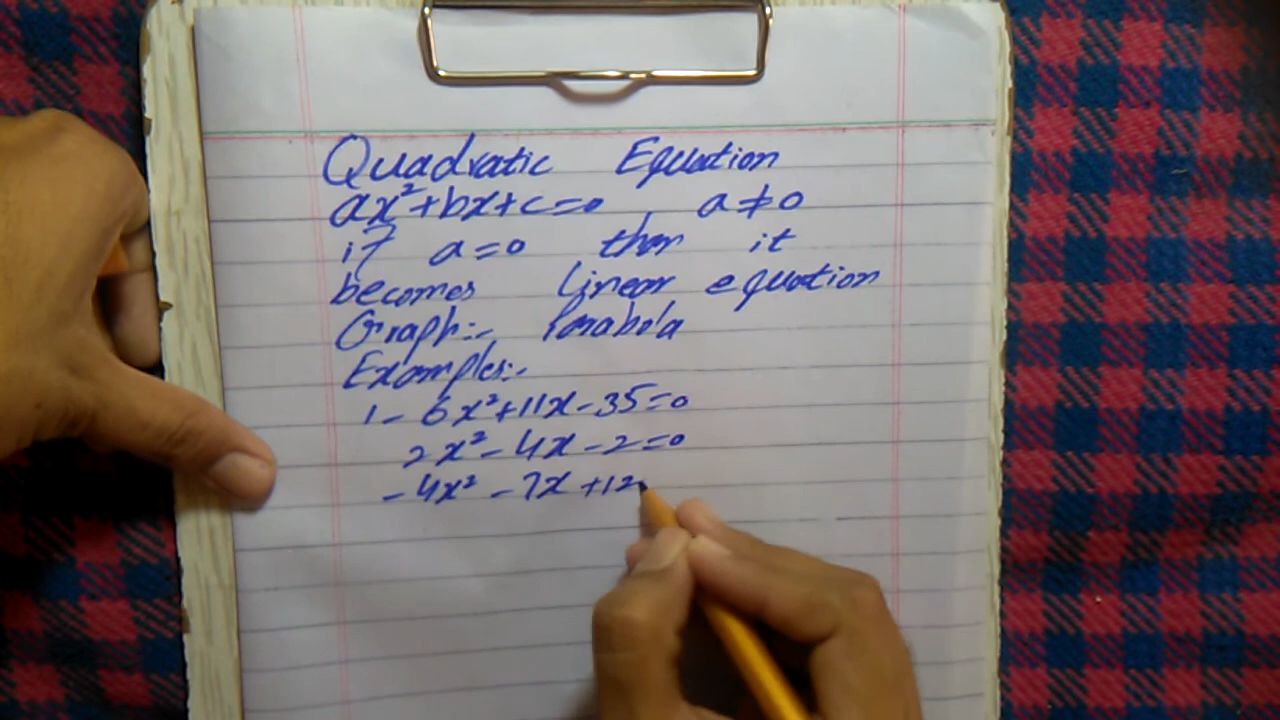 Quadratic Equation
ax²+bx+c=0 a≠0
if a=0 then it
becomes linear equation
Graph:- Parabola
Examples:-
1- 6x²+11x-35=0
2x²-4x-2=0
-4x²-7x+12